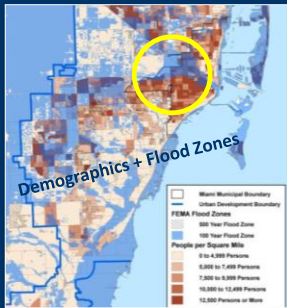 Demographics + Flood Zones
Miami Municipal Boundary
Urban Development Boundary
FEMA Flood Zones
500 Year Flood Zone
100 Year Flood Zone
People per Square Mile
0 to 4,999 Persons
5,000 to 7,499 Persons
7,500 to 9,999 Persons
10,000 to 12,499 Persons
12,500 Persons or More